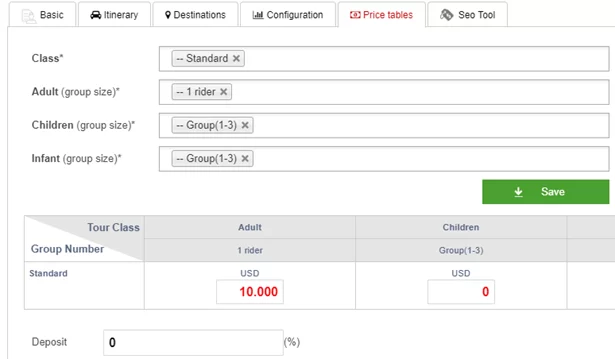 Basic Itinerary Destinations Configuration Price tables Seo Tool
Class* -- Standard ×
Adult (group size)* -- 1 rider ×
Children (group size)* -- Group(1-3) ×
Infant (group size)* -- Group(1-3) ×
Save
Tour Class Adult Children
Group Number 1 rider Group(1-3)
Standard USD USD
10.000 0
Deposit 0 (%)